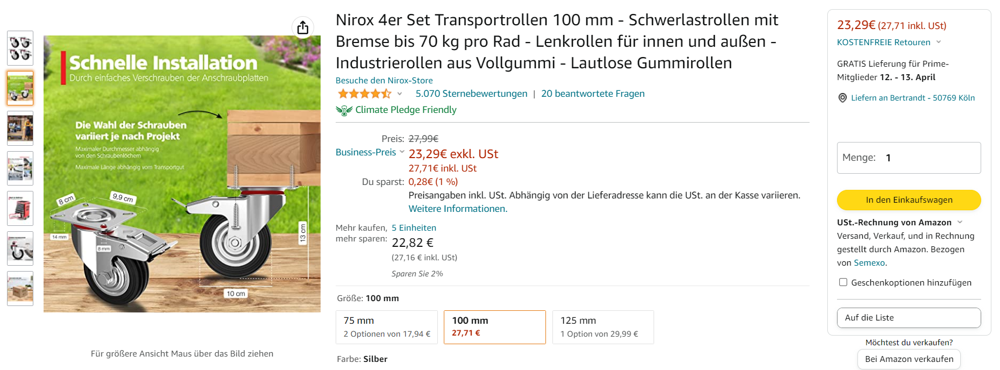 Schnelle Installation
Durch einfaches Verschrauben der Anschraubplatten
Die Wahl der Schrauben
variiert je nach Projekt
Maximaler Durchmesser abhängig
von den Schraubenlöchern
Maximale Länge abhängig vom Transportgut
8 cm
9,9 cm
14 mm
8 mm
13 cm
10 cm
Für größere Ansicht Maus über das Bild ziehen
Nirox 4er Set Transportrollen 100 mm - Schwerlastrollen mit
Bremse bis 70 kg pro Rad - Lenkrollen für innen und außen -
Industrierollen aus Vollgummi - Lautlose Gummirollen
Besuche den Nirox-Store
5.070 Sternebewertungen | 20 beantwortete Fragen
Climate Pledge Friendly
Preis: 27,99€
Business-Preis 23,29€ exkl. USt
27,71€ inkl. USt
Du sparst: 0,28€ (1 %)
Preisangaben inkl. USt. Abhängig von der Lieferadresse kann die USt. an der Kasse variieren.
Weitere Informationen.
Mehr kaufen, 5 Einheiten
mehr sparen: 22,82 €
(27,16 € inkl. USt)
Sparen Sie 2%
Größe: 100 mm
75 mm
2 Optionen von 17,94 €
100 mm
27,71 €
125 mm
1 Option von 29,99 €
Farbe: Silber
23,29€ (27,71 inkl. USt)
KOSTENFREIE Retouren
GRATIS Lieferung für Prime-
Mitglieder 12. - 13. April
Liefern an Bertrandt - 50769 Köln
Menge: 1
In den Einkaufswagen
USt.-Rechnung von Amazon
Versand, Verkauf, und in Rechnung
gestellt durch Amazon. Bezogen
von Semexo.
Geschenkoptionen hinzufügen
Auf die Liste
Möchtest du verkaufen?
Bei Amazon verkaufen